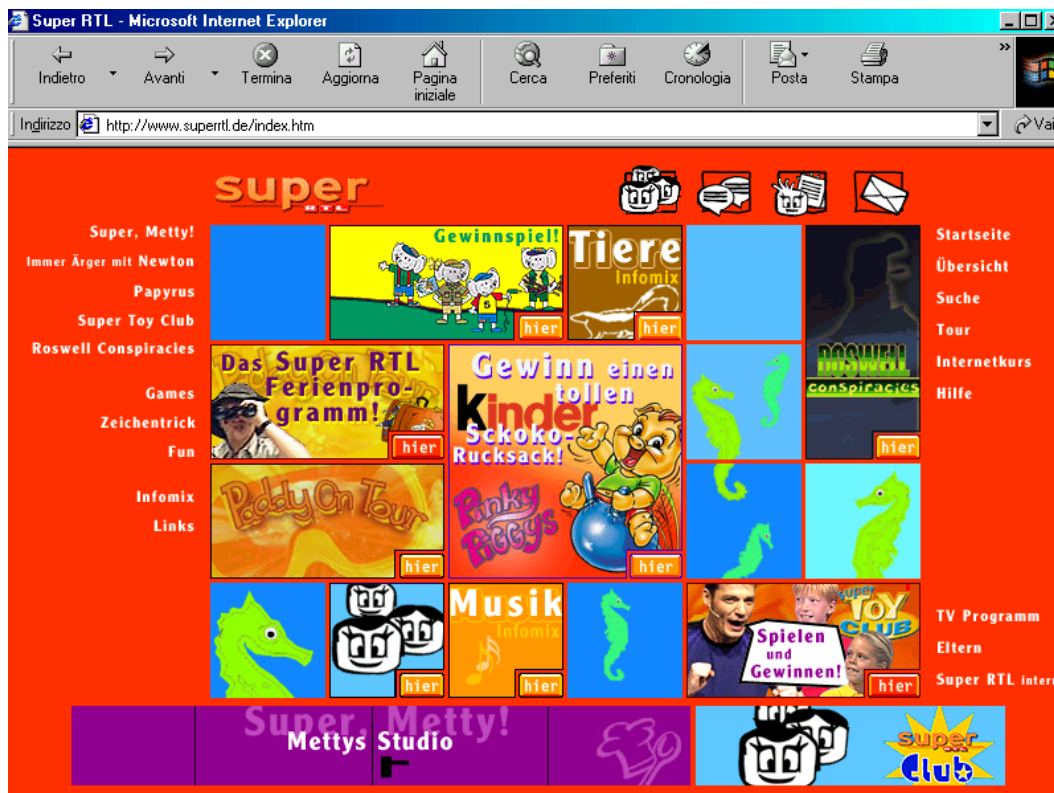 Super RTL - Microsoft Internet Explorer
Indietro Avanti Termina Aggiorna Pagina iniziale Cerca Preferiti Cronologia Posta Stampa
Indirizzo http://www.superrtl.de/index.htm Vai
super
RTL
Super, Metty!
Immer Ärger mit Newton
Papyrus
Super Toy Club
Roswell Conspiracies
Games
Zeichentrick
Fun
Infomix
Links
Gewinnspiel!
hier
Tiere
Infomix
hier
ROSWELL
conspiracies
hier
Das Super RTL
Ferienpro-
gramm!
hier
Gewinn einen
tollen
kinder
Schoko-
Rucksack!
Pinky
Piggys
hier
Paddy On Tour
hier
hier
Musik
Infomix
hier
super
TOY
CLUB
Spielen
und
Gewinnen!
hier
Startseite
Übersicht
Suche
Tour
Internetkurs
Hilfe
TV Programm
Eltern
Super RTL inter
Super, Metty!
Mettys Studio
super
RTL
Club